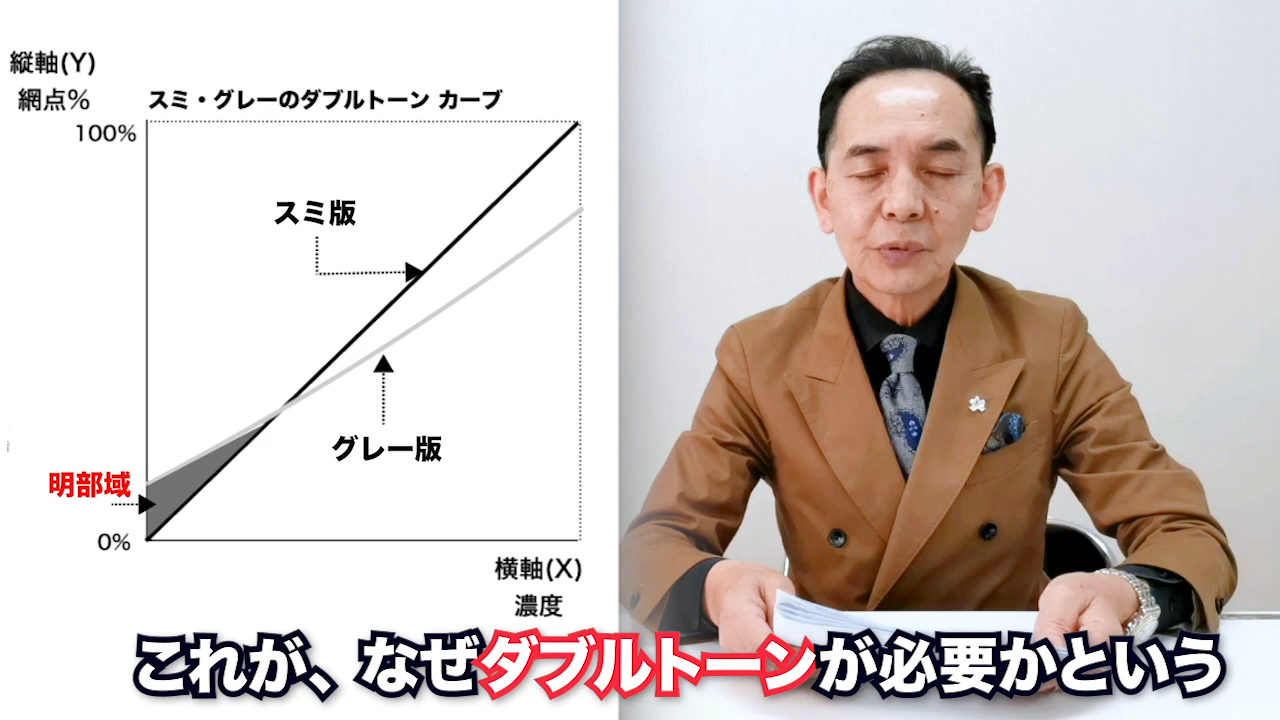 縦軸(Y)
網点%
スミ・グレーのダブルトーン カーブ
100%
スミ版
グレー版
明部域
0%
横軸(X)
濃度
これが、なぜダブルトーンが必要かという